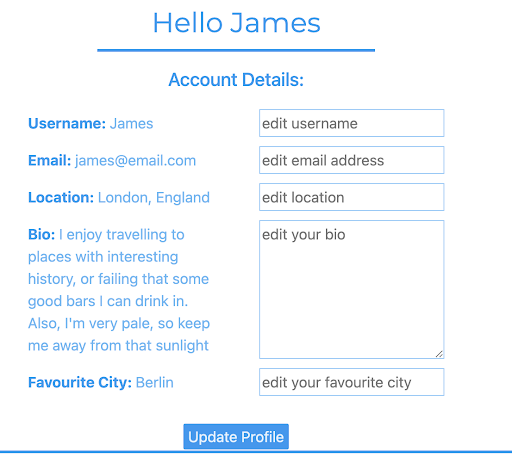 Hello James
Account Details:
Username: James
edit username
Email: james@email.com
edit email address
Location: London, England
edit location
Bio: I enjoy travelling to
places with interesting
history, or failing that some
good bars I can drink in.
Also, I'm very pale, so keep
me away from that sunlight
edit your bio
Favourite City: Berlin
edit your favourite city
Update Profile